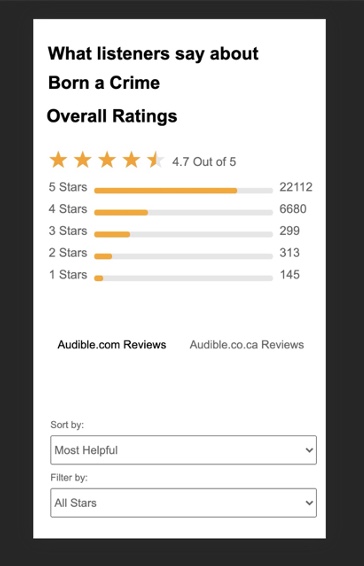 What listeners say about
Born a Crime
Overall Ratings
4.7 Out of 5
5 Stars 22112
4 Stars 6680
3 Stars 299
2 Stars 313
1 Stars 145
Audible.com Reviews Audible.co.ca Reviews
Sort by:
Most Helpful
Filter by:
All Stars